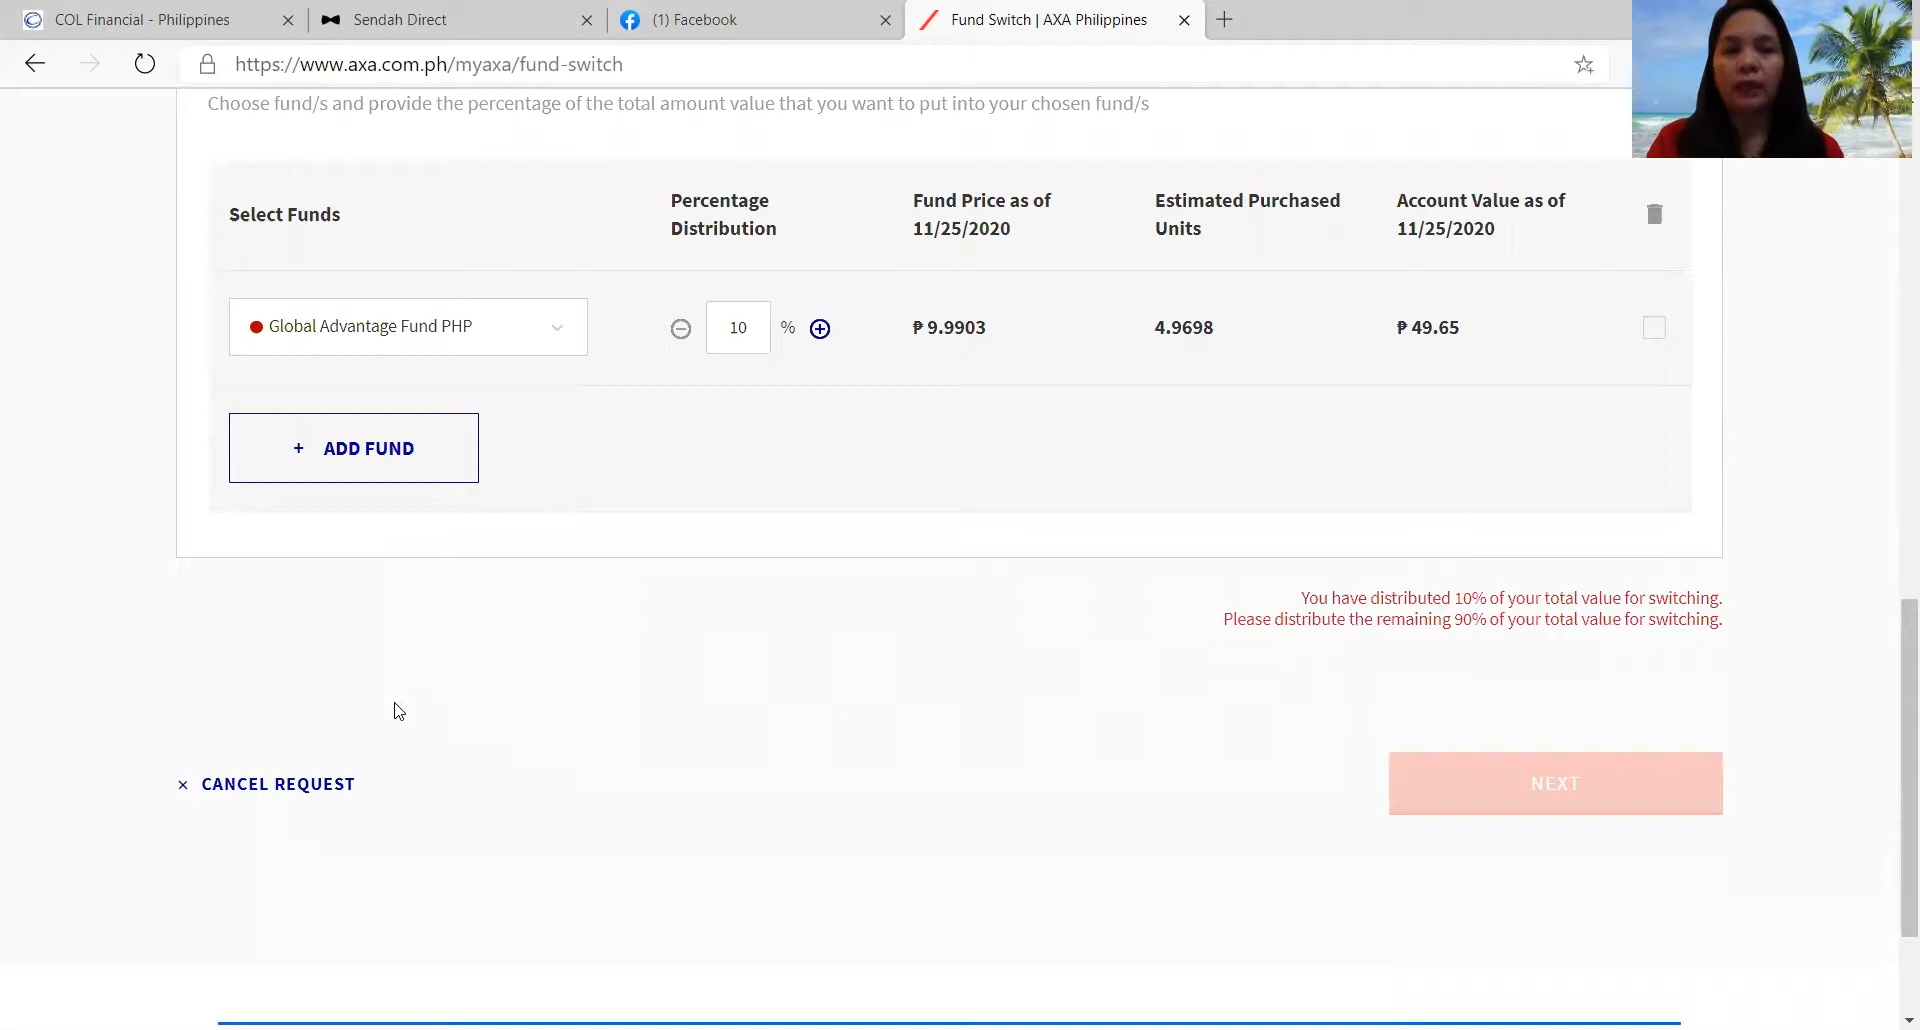 COL Financial - Philippines
Sendah Direct
(1) Facebook
Fund Switch | AXA Philippines
https://www.axa.com.ph/myaxa/fund-switch
Choose fund/s and provide the percentage of the total amount value that you want to put into your chosen fund/s
Select Funds
Percentage Distribution
Fund Price as of 11/25/2020
Estimated Purchased Units
Account Value as of 11/25/2020
Global Advantage Fund PHP
10 %
₱ 9.9903
4.9698
₱ 49.65
+ ADD FUND
You have distributed 10% of your total value for switching.
Please distribute the remaining 90% of your total value for switching.
× CANCEL REQUEST
NEXT